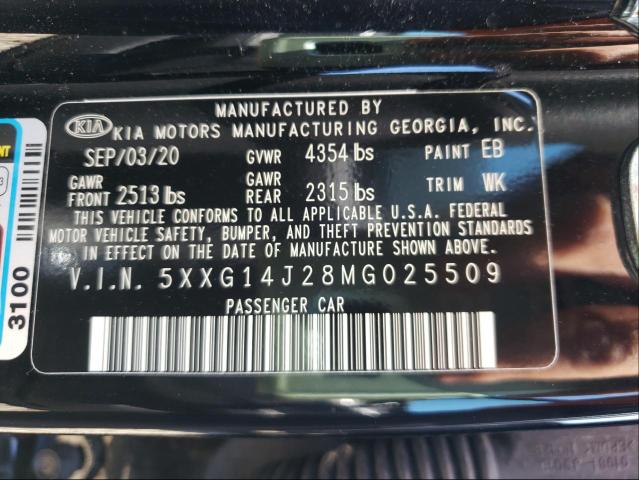 MANUFACTURED BY
KIA KIA MOTORS MANUFACTURING GEORGIA, INC.
SEP/03/20 GVWR 4354 lbs PAINT EB
GAWR FRONT 2513 lbs GAWR REAR 2315 lbs TRIM WK
THIS VEHICLE CONFORMS TO ALL APPLICABLE U.S.A. FEDERAL
MOTOR VEHICLE SAFETY, BUMPER, AND THEFT PREVENTION STANDARDS
IN EFFECT ON THE DATE OF MANUFACTURE SHOWN ABOVE.
V.I.N. 5XXG14J28MG025509
PASSENGER CAR
3100